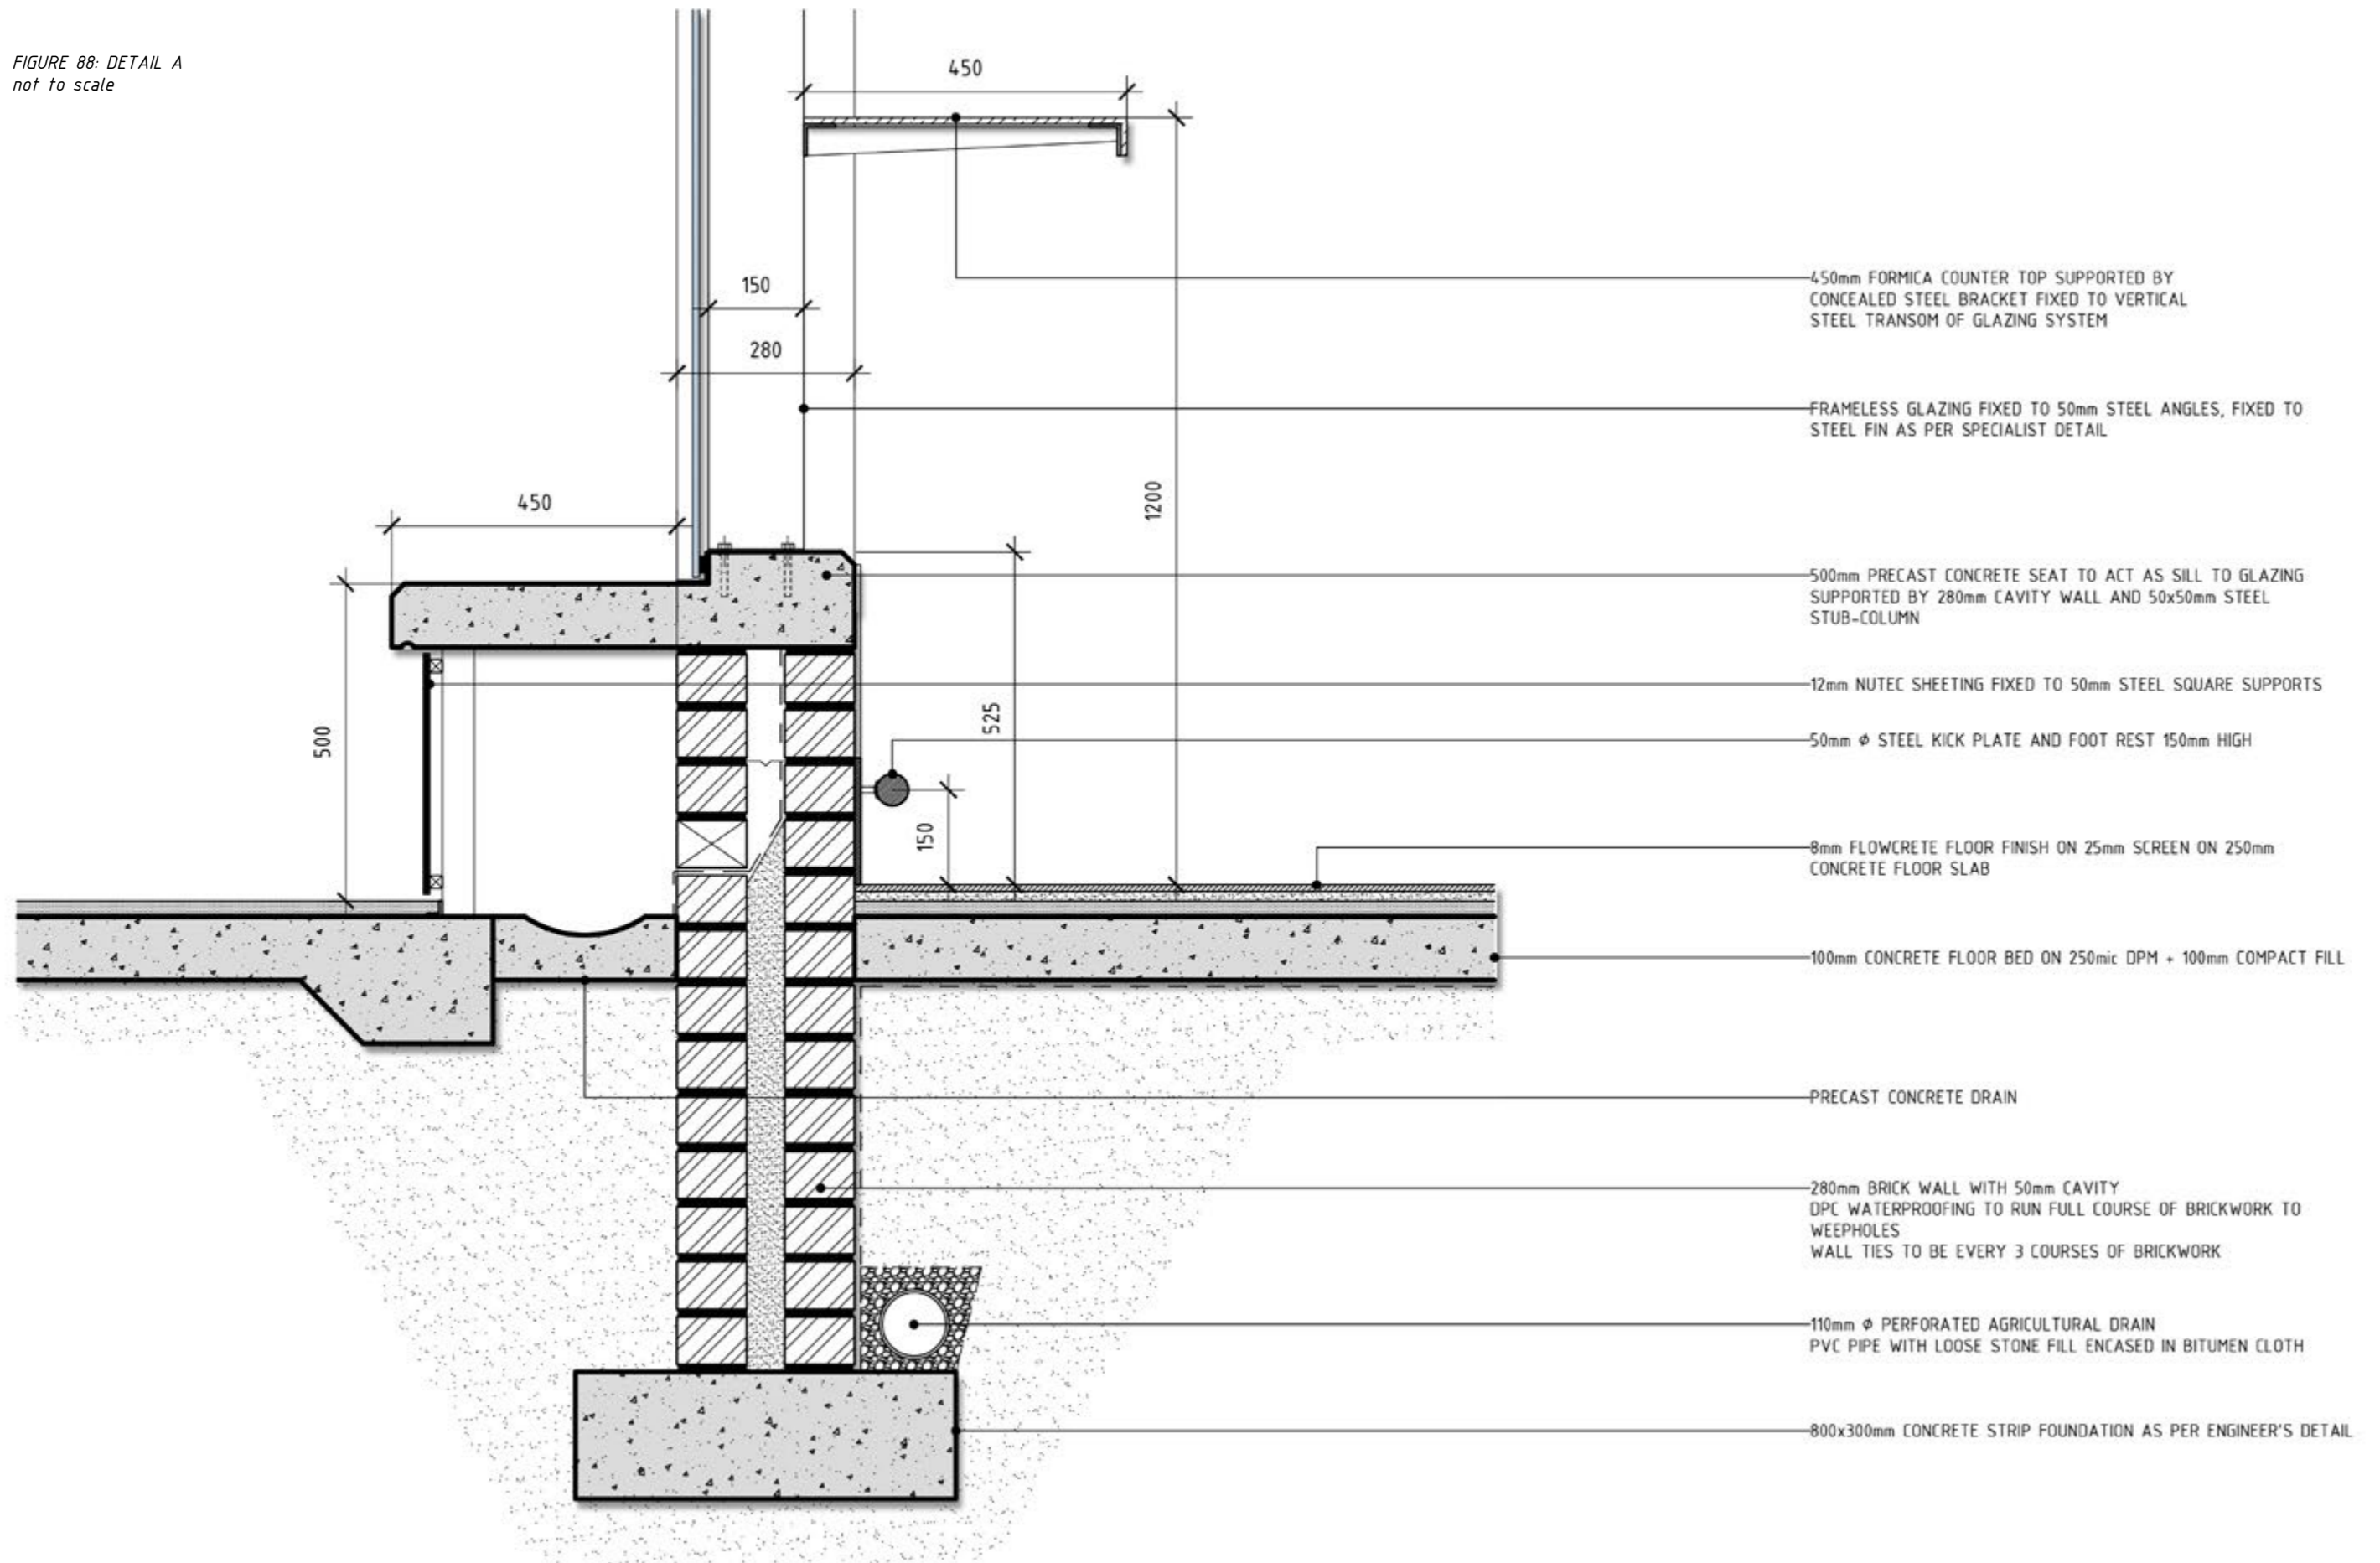 FIGURE 88: DETAIL A
not to scale
450
150
280
450
1200
500
525
150
450mm FORMICA COUNTER TOP SUPPORTED BY
CONCEALED STEEL BRACKET FIXED TO VERTICAL
STEEL TRANSOM OF GLAZING SYSTEM
FRAMELESS GLAZING FIXED TO 50mm STEEL ANGLES, FIXED TO
STEEL FIN AS PER SPECIALIST DETAIL
500mm PRECAST CONCRETE SEAT TO ACT AS SILL TO GLAZING
SUPPORTED BY 280mm CAVITY WALL AND 50x50mm STEEL
STUB-COLUMN
12mm NUTEC SHEETING FIXED TO 50mm STEEL SQUARE SUPPORTS
50mm ϕ STEEL KICK PLATE AND FOOT REST 150mm HIGH
8mm FLOWCRETE FLOOR FINISH ON 25mm SCREEN ON 250mm
CONCRETE FLOOR SLAB
100mm CONCRETE FLOOR BED ON 250mic DPM + 100mm COMPACT FILL
PRECAST CONCRETE DRAIN
280mm BRICK WALL WITH 50mm CAVITY
DPC WATERPROOFING TO RUN FULL COURSE OF BRICKWORK TO
WEEPHOLES
WALL TIES TO BE EVERY 3 COURSES OF BRICKWORK
110mm ϕ PERFORATED AGRICULTURAL DRAIN
PVC PIPE WITH LOOSE STONE FILL ENCASED IN BITUMEN CLOTH
800x300mm CONCRETE STRIP FOUNDATION AS PER ENGINEER'S DETAIL